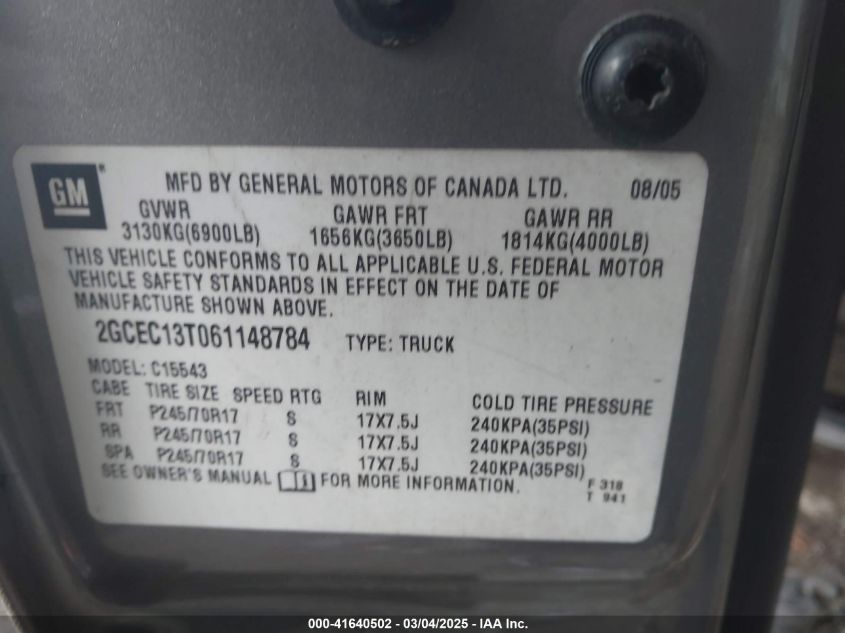 GM
MFD BY GENERAL MOTORS OF CANADA LTD. 08/05
GVWR GAWR FRT GAWR RR
3130KG(6900LB) 1656KG(3650LB) 1814KG(4000LB)
THIS VEHICLE CONFORMS TO ALL APPLICABLE U.S. FEDERAL MOTOR
VEHICLE SAFETY STANDARDS IN EFFECT ON THE DATE OF
MANUFACTURE SHOWN ABOVE.
2GCEC13T061148784 TYPE: TRUCK
MODEL: C15543
CABE TIRE SIZE SPEED RTG RIM COLD TIRE PRESSURE
FRT P245/70R17 S 17X7.5J 240KPA(35PSI)
RR P245/70R17 S 17X7.5J 240KPA(35PSI)
SPA P245/70R17 S 17X7.5J 240KPA(35PSI)
SEE OWNER'S MANUAL FOR MORE INFORMATION.
F 318
T 941
000-41640502 — 03/04/2025 — IAA Inc.